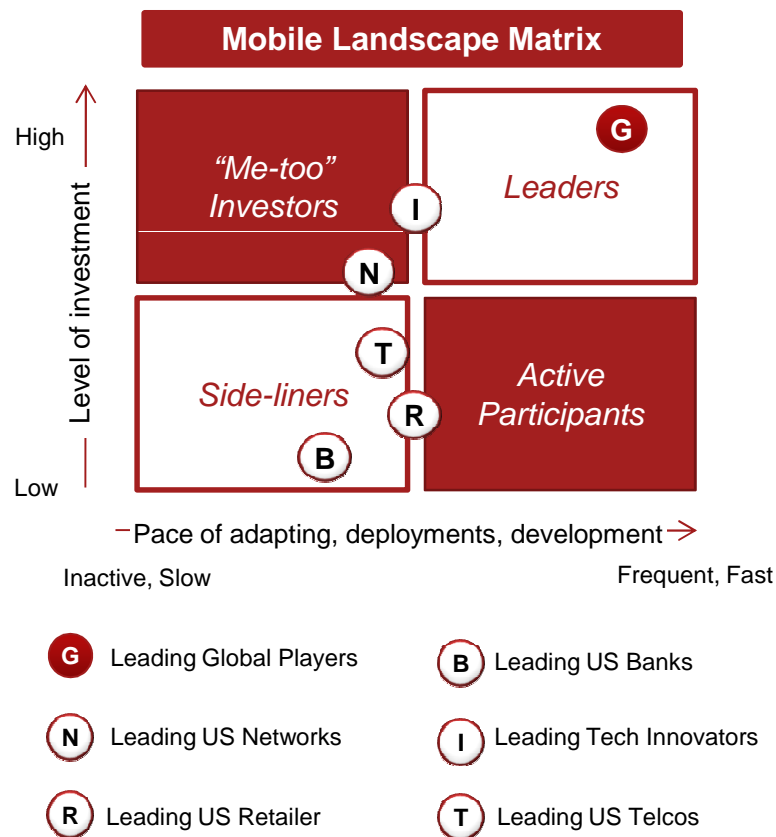 Mobile Landscape Matrix
High
Level of investment
Low
“Me-too”
Investors
Leaders
G
I
N
T
Side-liners
R
B
Active
Participants
Pace of adapting, deployments, development
Inactive, Slow
Frequent, Fast
G Leading Global Players
B Leading US Banks
N Leading US Networks
I Leading Tech Innovators
R Leading US Retailer
T Leading US Telcos